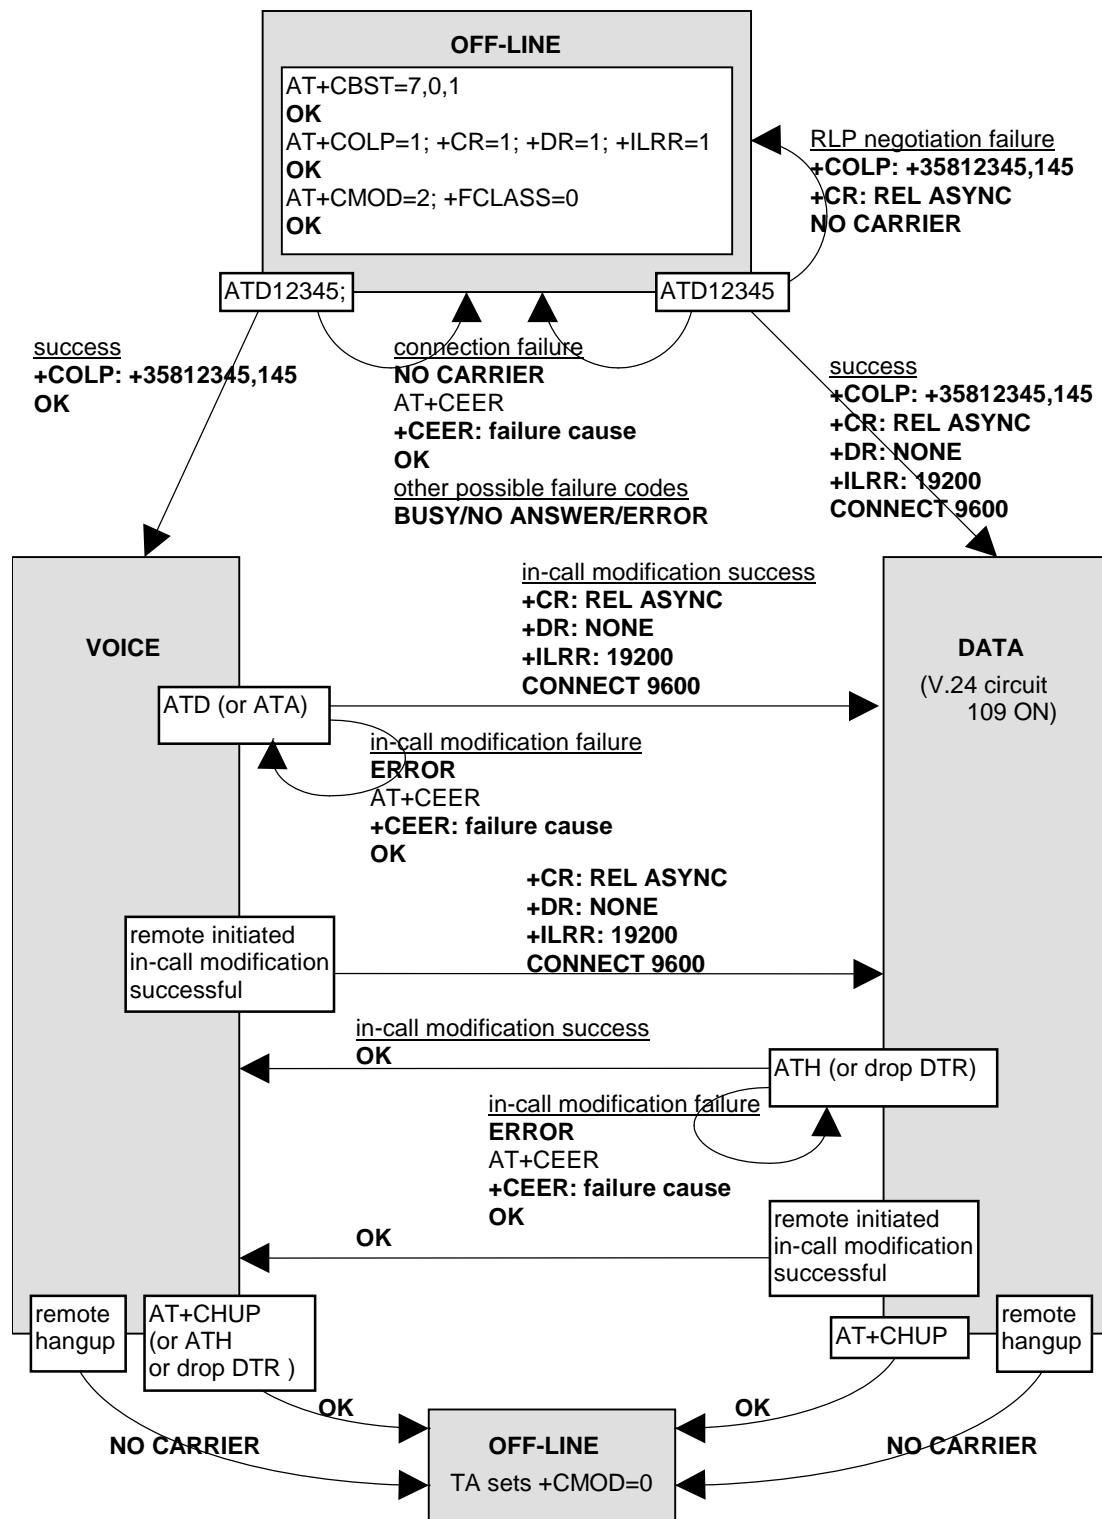 OFF-LINE
AT+CBST=7,0,1
OK
AT+COLP=1; +CR=1; +DR=1; +ILRR=1
OK
AT+CMOD=2; +FCLASS=0
OK
RLP negotiation failure
+COLP: +35812345,145
+CR: REL ASYNC
NO CARRIER
ATD12345;
ATD12345
success
+COLP: +35812345,145
OK
connection failure
NO CARRIER
AT+CEER
+CEER: failure cause
OK
other possible failure codes
BUSY/NO ANSWER/ERROR
success
+COLP: +35812345,145
+CR: REL ASYNC
+DR: NONE
+ILRR: 19200
CONNECT 9600
VOICE
in-call modification success
+CR: REL ASYNC
+DR: NONE
+ILRR: 19200
CONNECT 9600
DATA
(V.24 circuit
109 ON)
ATD (or ATA)
in-call modification failure
ERROR
AT+CEER
+CEER: failure cause
OK
+CR: REL ASYNC
+DR: NONE
+ILRR: 19200
CONNECT 9600
remote initiated
in-call modification
successful
in-call modification success
OK
ATH (or drop DTR)
in-call modification failure
ERROR
AT+CEER
+CEER: failure cause
OK
remote initiated
in-call modification
successful
OK
remote
hangup
AT+CHUP
(or ATH
or drop DTR )
AT+CHUP
remote
hangup
OK
OK
NO CARRIER
NO CARRIER
OFF-LINE
TA sets +CMOD=0